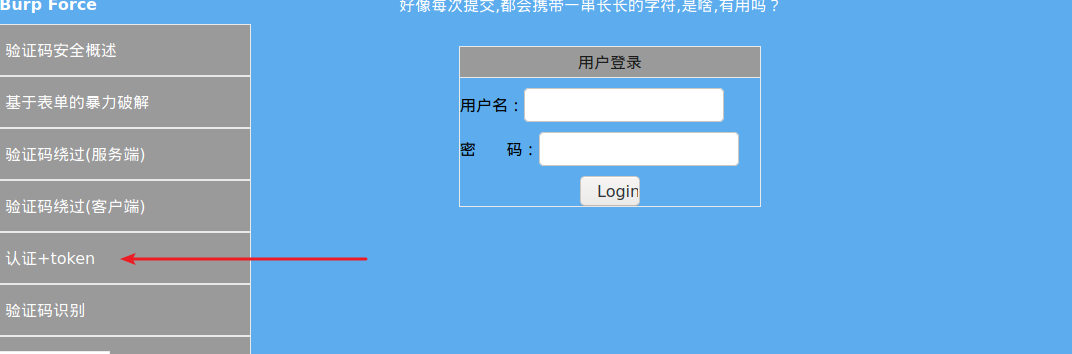 Burp Force
好像每次提交,都会携带一串长长的字符,是啥,有用吗？
验证码安全概述
基于表单的暴力破解
验证码绕过(服务端)
验证码绕过(客户端)
认证+token
验证码识别
用户登录
用户名：
密　　码：
Login